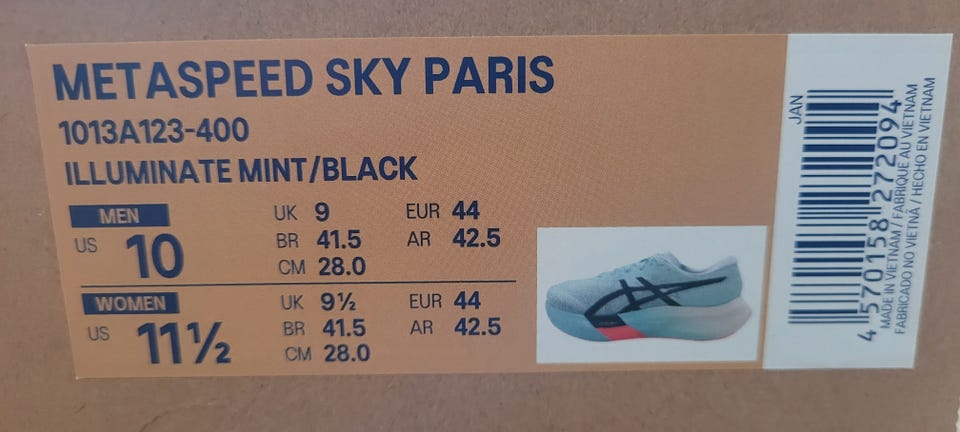 METASPEED SKY PARIS
1013A123-400
ILLUMINATE MINT/BLACK
MEN
US 10
UK 9 EUR 44
BR 41.5 AR 42.5
CM 28.0
WOMEN
US 11½
UK 9½ EUR 44
BR 41.5 AR 42.5
CM 28.0
JAN
4 570158 272094
MADE IN VIETNAM / FABRIQUÉ AU VIETNAM
FABRICADO NO VIETNÃ / HECHO EN VIETNAM